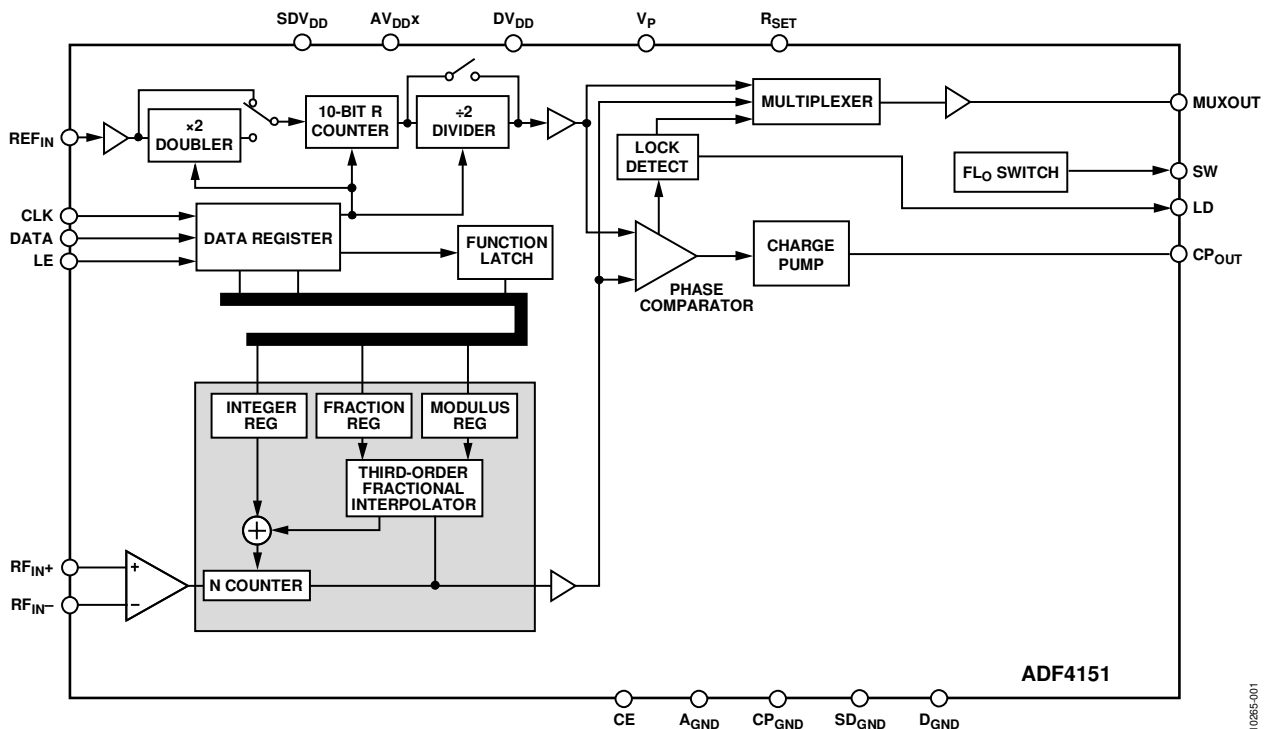 SDVDD AVDDx DVDD VP RSET
REFIN
×2
DOUBLER
10-BIT R
COUNTER
÷2
DIVIDER
MULTIPLEXER
MUXOUT
LOCK
DETECT
FLO SWITCH
SW
LD
CLK
DATA
LE
DATA REGISTER
FUNCTION
LATCH
CHARGE
PUMP
CPOUT
PHASE
COMPARATOR
INTEGER
REG
FRACTION
REG
MODULUS
REG
THIRD-ORDER
FRACTIONAL
INTERPOLATOR
+
RFIN+
RFIN–
+
–
N COUNTER
ADF4151
CE AGND CPGND SDGND DGND
10265-001